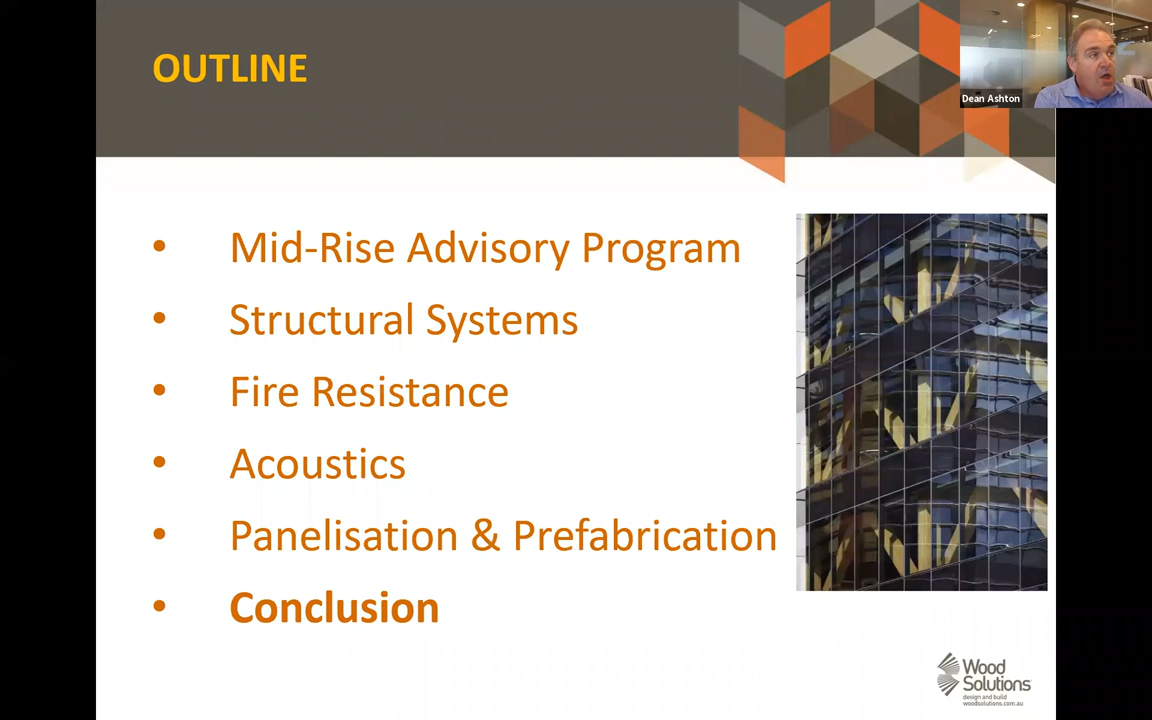 OUTLINE
Dean Ashton
• Mid-Rise Advisory Program
• Structural Systems
• Fire Resistance
• Acoustics
• Panelisation & Prefabrication
• Conclusion
Wood
Solutions
design and build
woodsolutions.com.au